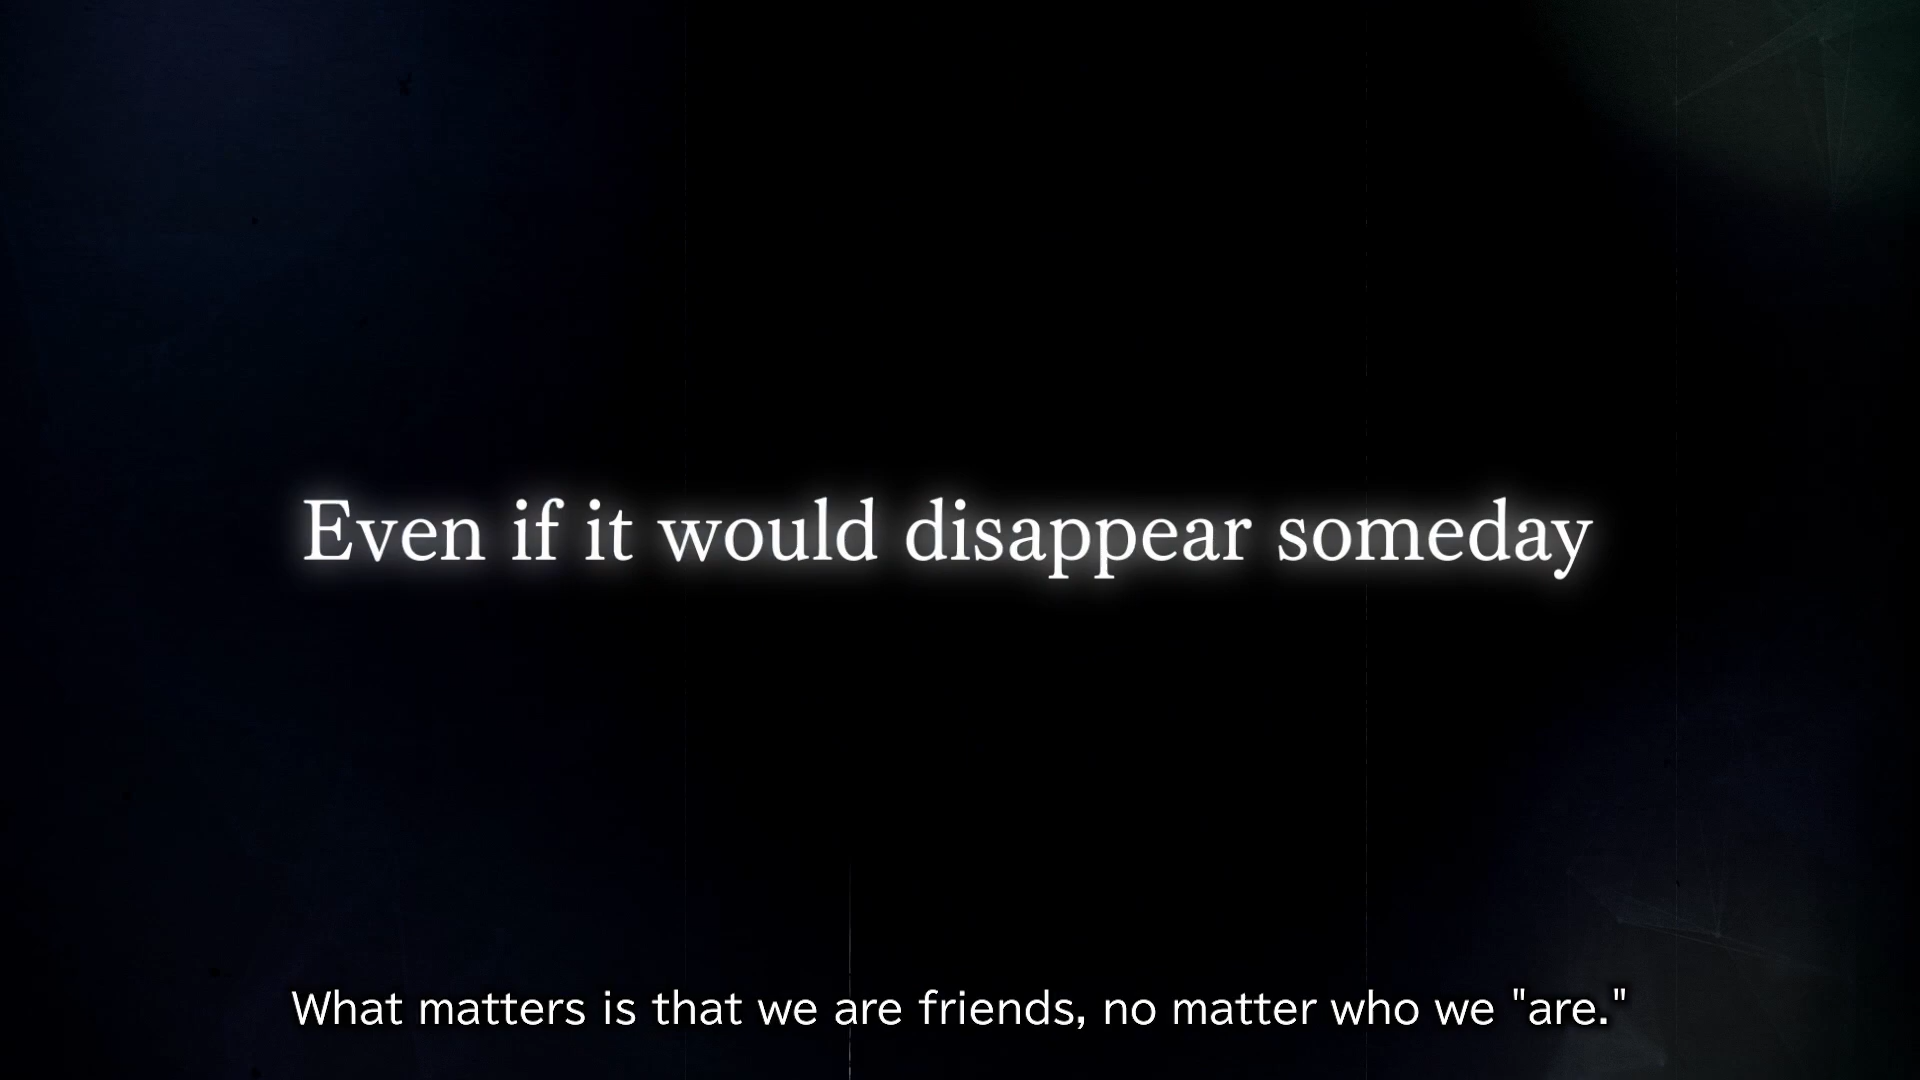 Even if it would disappear someday
What matters is that we are friends, no matter who we "are."